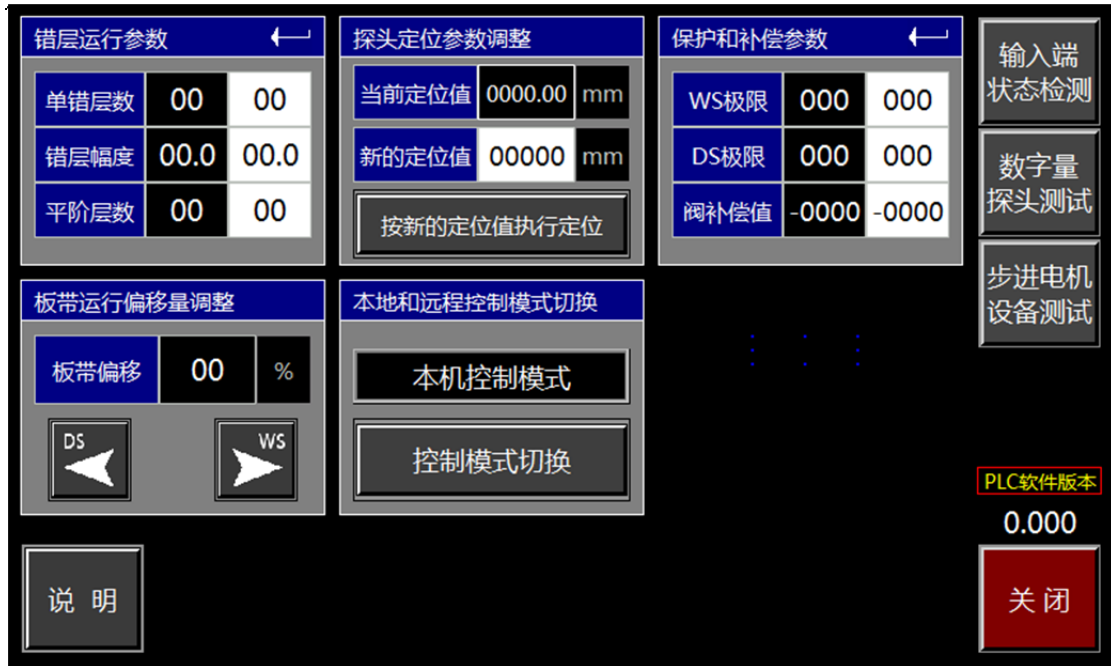 错层运行参数
单错层数 00 00
错层幅度 00.0 00.0
平阶层数 00 00
探头定位参数调整
当前定位值 0000.00 mm
新的定位值 00000 mm
按新的定位值执行定位
保护和补偿参数
WS极限 000 000
DS极限 000 000
阀补偿值 -0000 -0000
输入端
状态检测
数字量
探头测试
步进电机
设备测试
板带运行偏移量调整
板带偏移 00 %
DS WS
本地和远程控制模式切换
本机控制模式
控制模式切换
PLC软件版本
0.000
说 明
关 闭